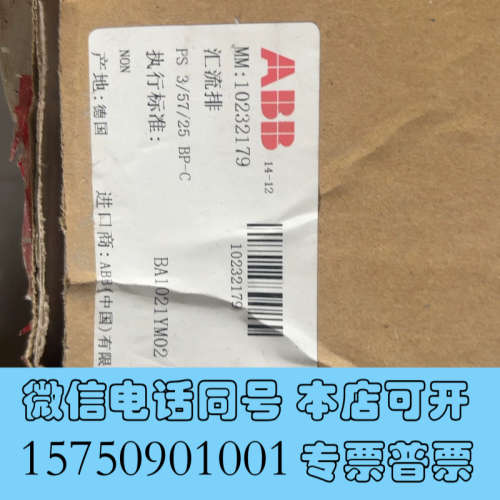 ABB
14-12
MM:10232179
10232179
汇流排
PS 3/57/25 BP-C
BA1021YM02
执行标准:
NON
产地:德国
进口商:ABB(中国)有限
微信电话同号 本店可开
15750901001 专票普票